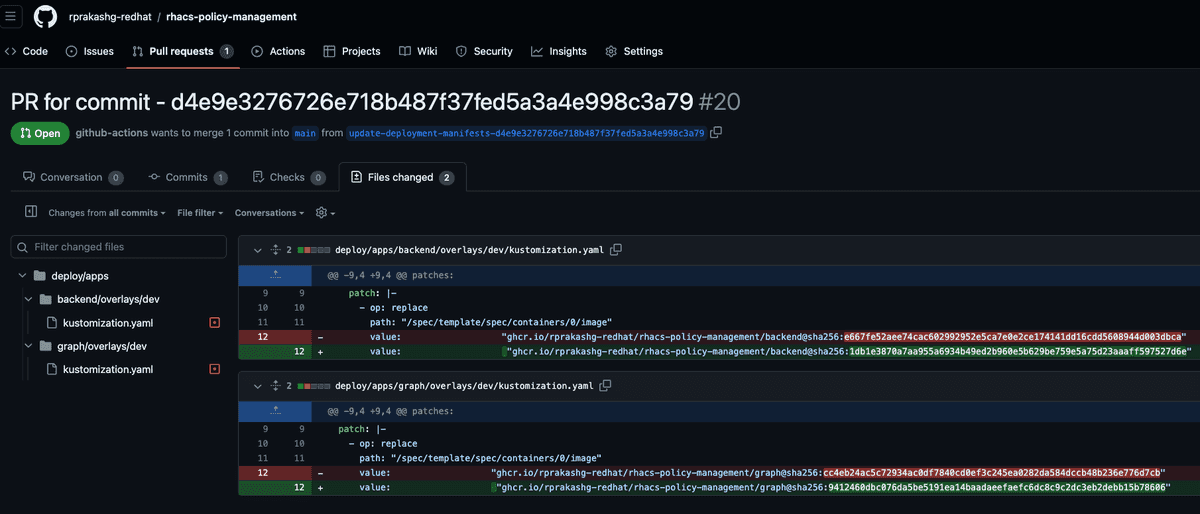 rprakashg-redhat / rhacs-policy-management
Code Issues Pull requests 1 Actions Projects Wiki Security Insights Settings
PR for commit - d4e9e3276726e718b487f37fed5a3a4e998c3a79 #20
Open github-actions wants to merge 1 commit into main from update-deployment-manifests-d4e9e3276726e718b487f37fed5a3a4e998c3a79
Conversation 0 Commits 1 Checks 0 Files changed 2
Changes from all commits File filter Conversations
Filter changed files
deploy/apps
backend/overlays/dev
kustomization.yaml
graph/overlays/dev
kustomization.yaml
2 deploy/apps/backend/overlays/dev/kustomization.yaml
@@ -9,4 +9,4 @@ patches:
9 9 patch: |-
10 10 - op: replace
11 11 path: "/spec/template/spec/containers/0/image"
12 - value: "ghcr.io/rprakashg-redhat/rhacs-policy-management/backend@sha256:e667fe52aee74cac602992952e5ca7e0e2ce174141dd16cdd5608944d003dbca"
12 + value: "ghcr.io/rprakashg-redhat/rhacs-policy-management/backend@sha256:1db1e3870a7aa955a6934b49ed2b960e5b629be759e5a75d23aaaff597527d6e"
2 deploy/apps/graph/overlays/dev/kustomization.yaml
@@ -9,4 +9,4 @@ patches:
9 9 patch: |-
10 10 - op: replace
11 11 path: "/spec/template/spec/containers/0/image"
12 - value: "ghcr.io/rprakashg-redhat/rhacs-policy-management/graph@sha256:cc4eb24ac5c72934ac0df7840cd0ef3c245ea0282da584dccb48b236e776d7cb"
12 + value: "ghcr.io/rprakashg-redhat/rhacs-policy-management/graph@sha256:9412460dbc076da5be5191ea14baadaeefaefc6dc8c9c2dc3eb2debb15b78606"